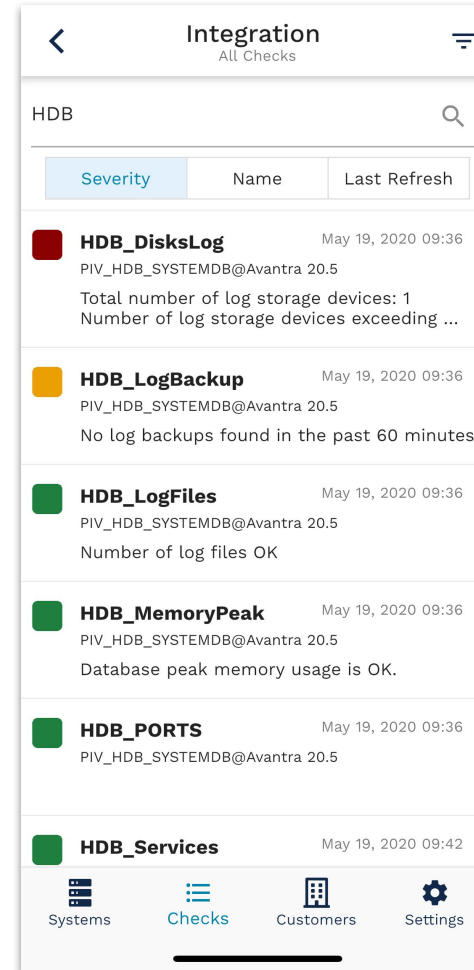 Integration
All Checks
HDB
Severity
Name
Last Refresh
HDB_DisksLog
May 19, 2020 09:36
PIV_HDB_SYSTEMDB@Avantra 20.5
Total number of log storage devices: 1
Number of log storage devices exceeding ...
HDB_LogBackup
May 19, 2020 09:36
PIV_HDB_SYSTEMDB@Avantra 20.5
No log backups found in the past 60 minutes
HDB_LogFiles
May 19, 2020 09:36
PIV_HDB_SYSTEMDB@Avantra 20.5
Number of log files OK
HDB_MemoryPeak
May 19, 2020 09:36
PIV_HDB_SYSTEMDB@Avantra 20.5
Database peak memory usage is OK.
HDB_PORTS
May 19, 2020 09:36
PIV_HDB_SYSTEMDB@Avantra 20.5
HDB_Services
May 19, 2020 09:42
Systems
Checks
Customers
Settings